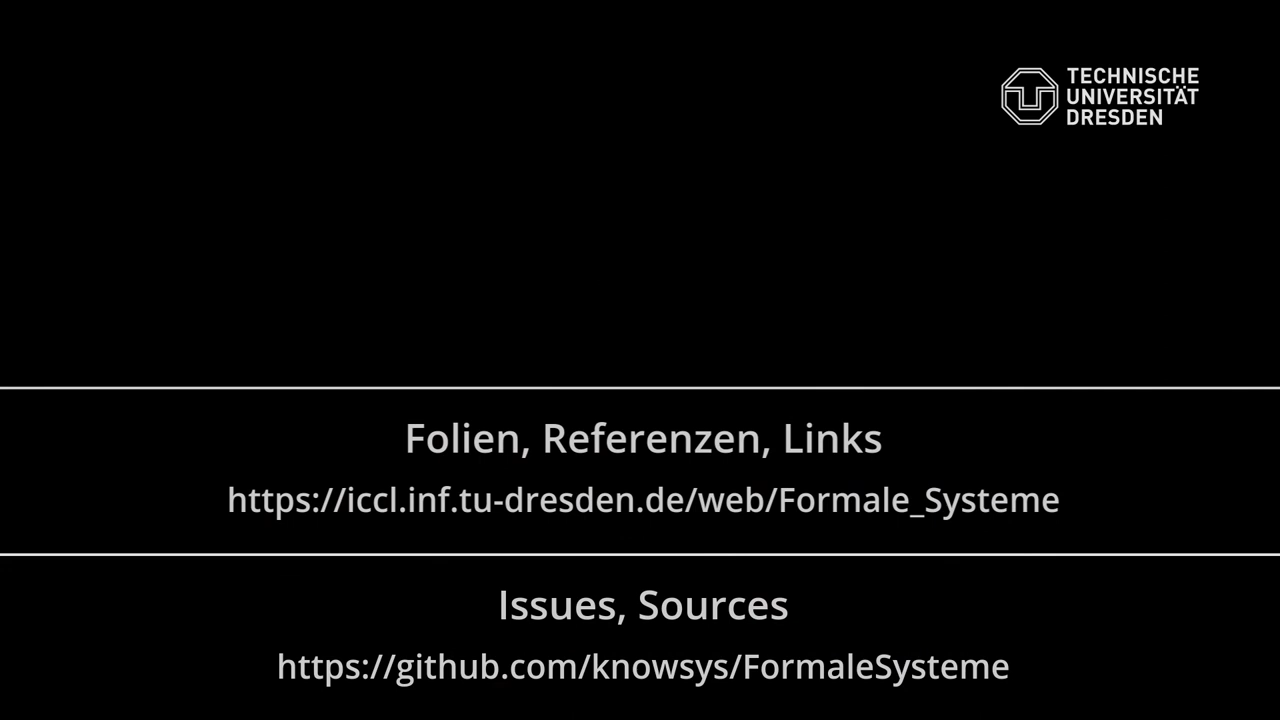 TECHNISCHE
UNIVERSITÄT
DRESDEN
Folien, Referenzen, Links
https://iccl.inf.tu-dresden.de/web/Formale_Systeme
Issues, Sources
https://github.com/knowsys/FormaleSysteme